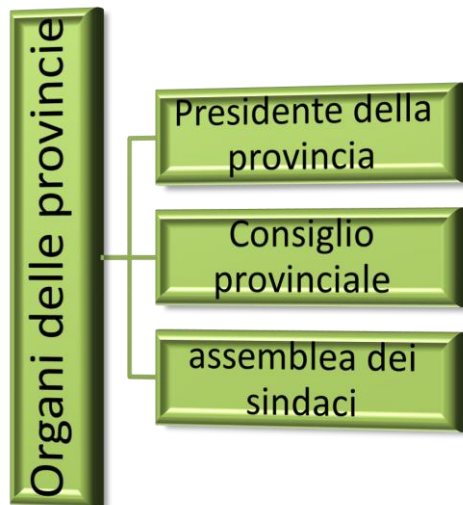 Organi delle provincie
Presidente della
provincia
Consiglio
provinciale
assemblea dei
sindaci